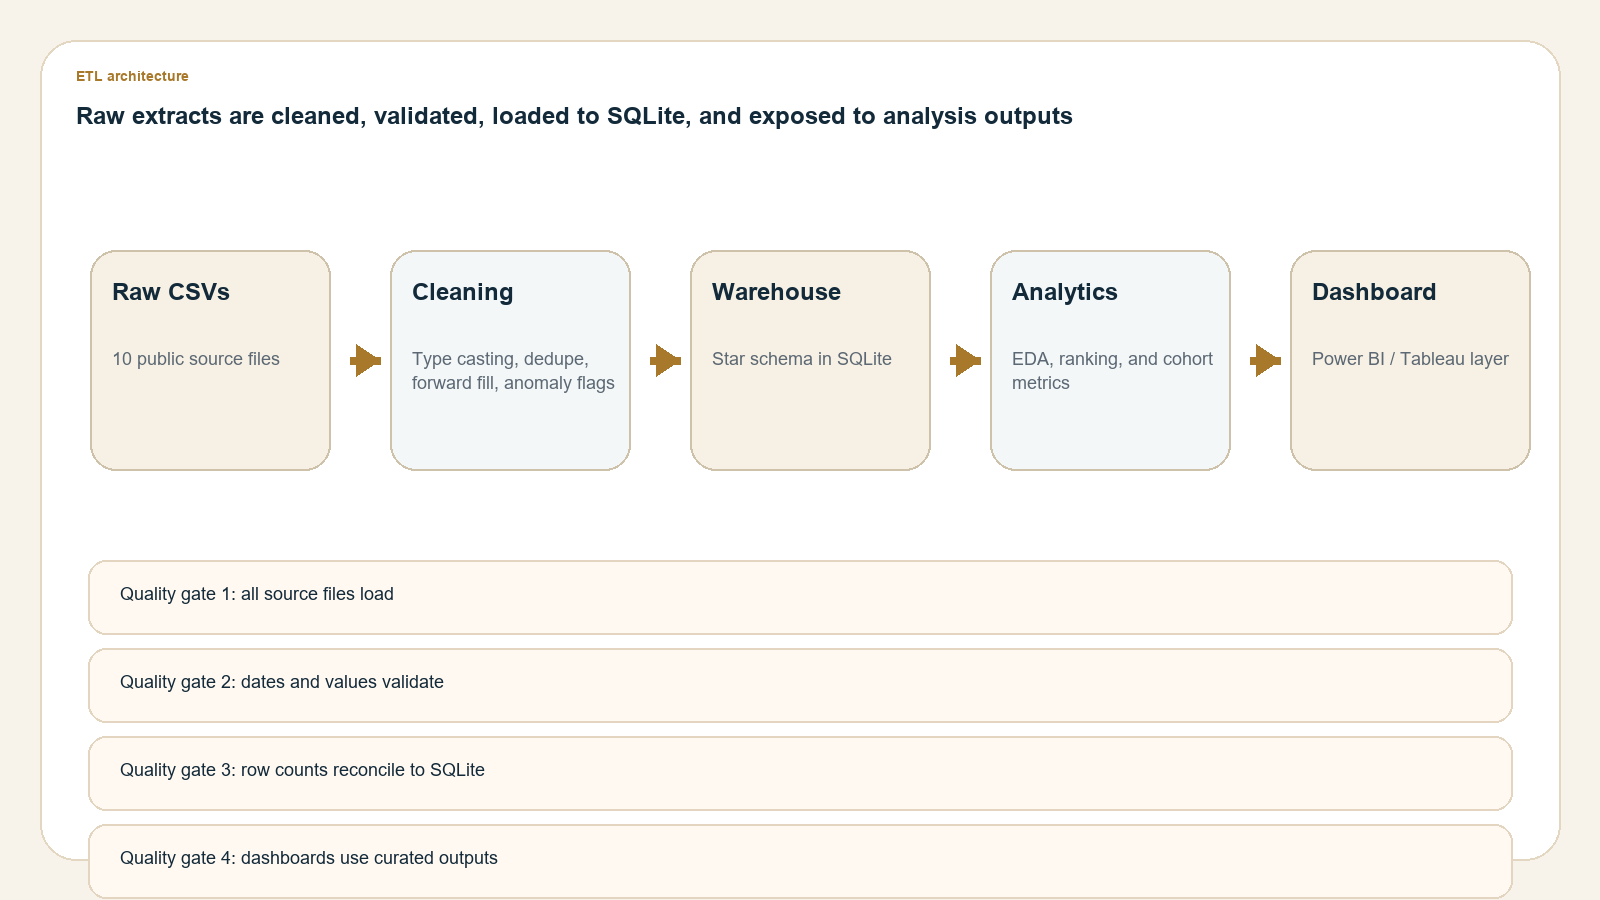 ETL architecture
Raw extracts are cleaned, validated, loaded to SQLite, and exposed to analysis outputs
Raw CSVs
10 public source files
Cleaning
Type casting, dedupe,
forward fill, anomaly flags
Warehouse
Star schema in SQLite
Analytics
EDA, ranking, and cohort
metrics
Dashboard
Power BI / Tableau layer
Quality gate 1: all source files load
Quality gate 2: dates and values validate
Quality gate 3: row counts reconcile to SQLite
Quality gate 4: dashboards use curated outputs